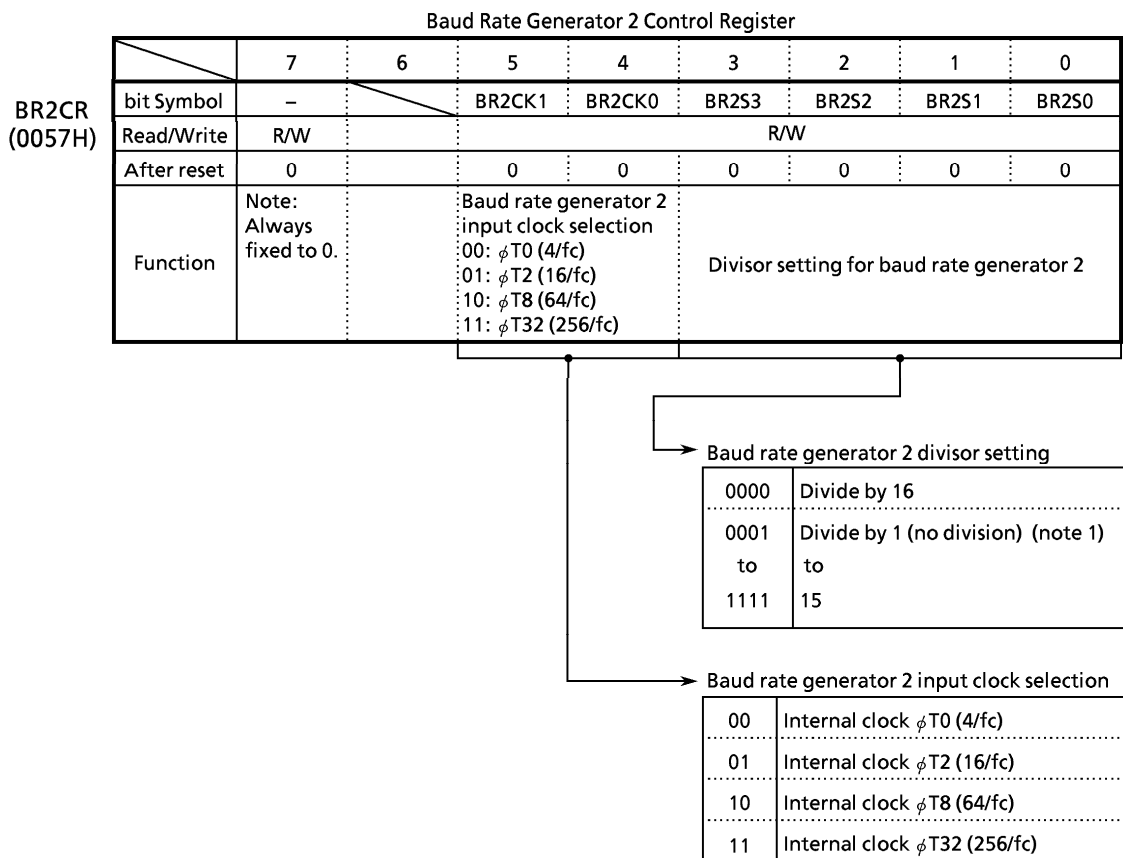 Baud Rate Generator 2 Control Register
7 6 5 4 3 2 1 0
BR2CR
(0057H)
bit Symbol – BR2CK1 BR2CK0 BR2S3 BR2S2 BR2S1 BR2S0
Read/Write R/W R/W
After reset 0 0 0 0 0 0 0
Function
Note:
Always
fixed to 0.
Baud rate generator 2
input clock selection
00: φT0 (4/fc)
01: φT2 (16/fc)
10: φT8 (64/fc)
11: φT32 (256/fc)
Divisor setting for baud rate generator 2
Baud rate generator 2 divisor setting
0000 Divide by 16
0001 Divide by 1 (no division) (note 1)
to to
1111 15
Baud rate generator 2 input clock selection
00 Internal clock φT0 (4/fc)
01 Internal clock φT2 (16/fc)
10 Internal clock φT8 (64/fc)
11 Internal clock φT32 (256/fc)